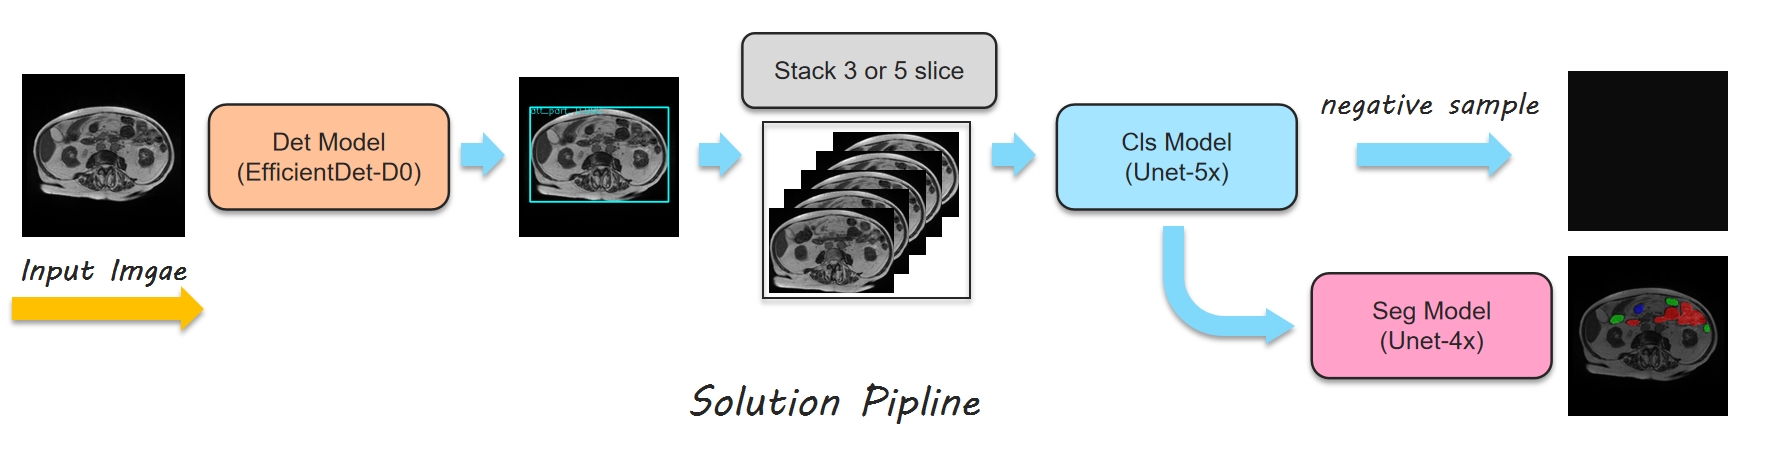 Stack 3 or 5 slice
Det Model
(EfficientDet-D0)
Cls Model
(Unet-5x)
negative sample
Input Imgae
Seg Model
(Unet-4x)
Solution Pipline